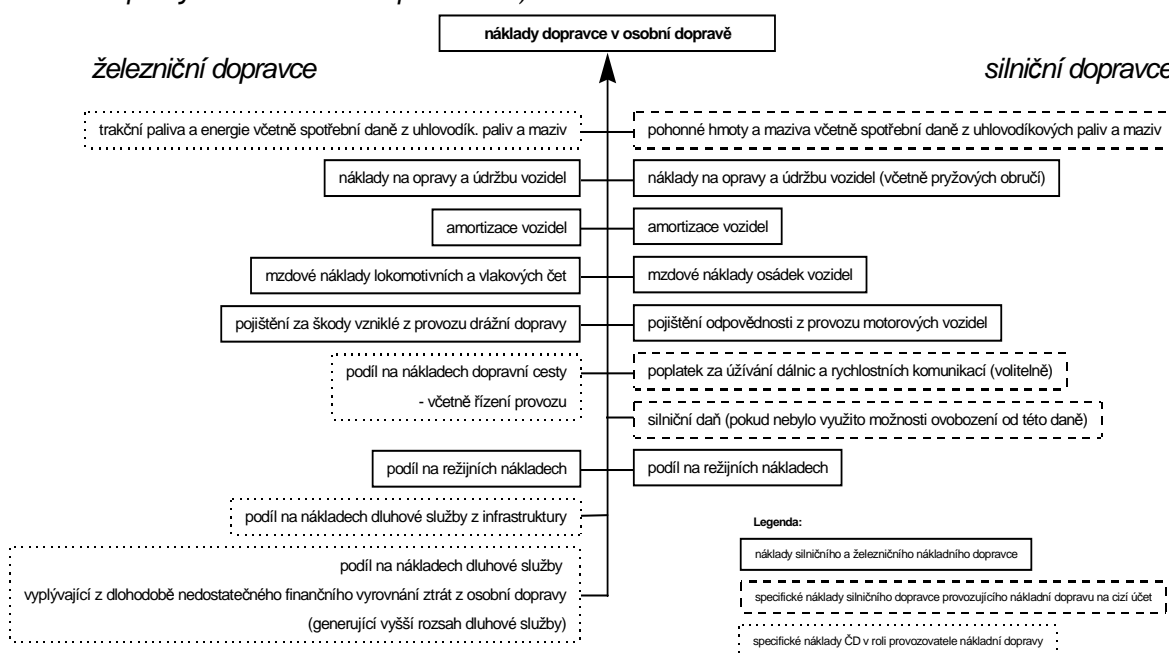 náklady dopravce v osobní dopravě
železniční dopravce
silniční dopravce
trakční paliva a energie včetně spotřební daně z uhlovodík. paliv a maziv
pohonné hmoty a maziva včetně spotřební daně z uhlovodíkových paliv a maziv
náklady na opravy a údržbu vozidel
náklady na opravy a údržbu vozidel (včetně pryžových obručí)
amortizace vozidel
amortizace vozidel
mzdové náklady lokomotivních a vlakových čet
mzdové náklady osádek vozidel
pojištění za škody vzniklé z provozu drážní dopravy
pojištění odpovědnosti z provozu motorových vozidel
podíl na nákladech dopravní cesty
- včetně řízení provozu
poplatek za úžívání dálnic a rychlostních komunikací (volitelně)
silniční daň (pokud nebylo využito možnosti ovobození od této daně)
podíl na režijních nákladech
podíl na režijních nákladech
podíl na nákladech dluhové služby z infrastruktury
podíl na nákladech dluhové služby
vyplývající z dlohodobě nedostatečného finančního vyrovnání ztrát z osobní dopravy
(generující vyšší rozsah dluhové služby)
Legenda:
náklady silničního a železničního nákladního dopravce
specifické náklady silničního dopravce provozujícího nákladní dopravu na cizí účet
specifické náklady ČD v roli provozovatele nákladní dopravy